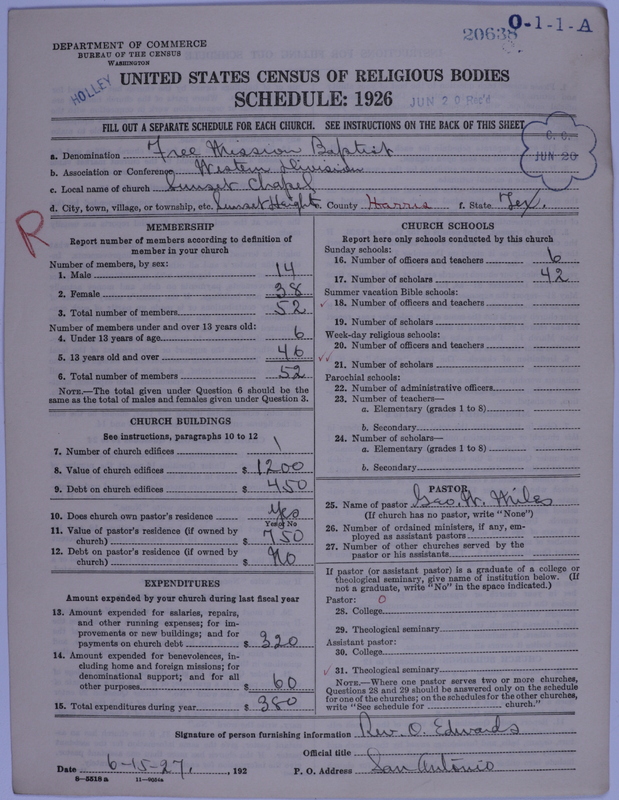 20638
O-1-1-A
DEPARTMENT OF COMMERCE
BUREAU OF THE CENSUS
WASHINGTON
HOLLEY
UNITED STATES CENSUS OF RELIGIOUS BODIES
SCHEDULE: 1926
JUN 20 Rec'd
FILL OUT A SEPARATE SCHEDULE FOR EACH CHURCH. SEE INSTRUCTIONS ON THE BACK OF THIS SHEET
C. C.
JUN 20
a. Denomination Free Mission Baptist
b. Association or Conference Western Division
c. Local name of church Sunset Chapel
d. City, town, village, or township, etc. Sunset Heights County Harris f. State Tex.
R
MEMBERSHIP
Report number of members according to definition of
member in your church
Number of members, by sex:
1. Male 14
2. Female 38
3. Total number of members 52
Number of members under and over 13 years old:
4. Under 13 years of age 6
5. 13 years old and over 46
6. Total number of members 52
NOTE.—The total given under Question 6 should be the
same as the total of males and females given under Question 3.
CHURCH BUILDINGS
See instructions, paragraphs 10 to 12
7. Number of church edifices 1
8. Value of church edifices $ 1200
9. Debt on church edifices $ 450
10. Does church own pastor's residence Yes
Yes or No
11. Value of pastor's residence (if owned by
church) $ 750
12. Debt on pastor's residence (if owned by
church) $ No
EXPENDITURES
Amount expended by your church during last fiscal year
13. Amount expended for salaries, repairs,
and other running expenses; for im-
provements or new buildings; and for
payments on church debt $ 320
14. Amount expended for benevolences, in-
cluding home and foreign missions; for
denominational support; and for all
other purposes $ 60
15. Total expenditures during year $ 380
CHURCH SCHOOLS
Report here only schools conducted by this church
Sunday schools:
16. Number of officers and teachers 6
17. Number of scholars 42
Summer vacation Bible schools:
18. Number of officers and teachers
19. Number of scholars
Week-day religious schools:
20. Number of officers and teachers
21. Number of scholars
Parochial schools:
22. Number of administrative officers
23. Number of teachers—
a. Elementary (grades 1 to 8)
b. Secondary
24. Number of scholars—
a. Elementary (grades 1 to 8)
b. Secondary
PASTOR
25. Name of pastor Geo. W. Miles
(If church has no pastor, write "None")
26. Number of ordained ministers, if any, em-
ployed as assistant pastors
27. Number of other churches served by the
pastor or his assistants
If pastor (or assistant pastor) is a graduate of a college or
theological seminary, give name of institution below. (If
not a graduate, write "No" in the space indicated.)
Pastor: 0
28. College
29. Theological seminary
Assistant pastor:
30. College
31. Theological seminary
NOTE.—Where one pastor serves two or more churches,
Questions 28 and 29 should be answered only on the schedule
for one of the churches; on the schedules for the other churches,
write "See schedule for church."
Signature of person furnishing information Rev. O. Edwards
Official title
Date 6-15-27, , 192 P. O. Address San Antonio
8—5518 a 11—9034a